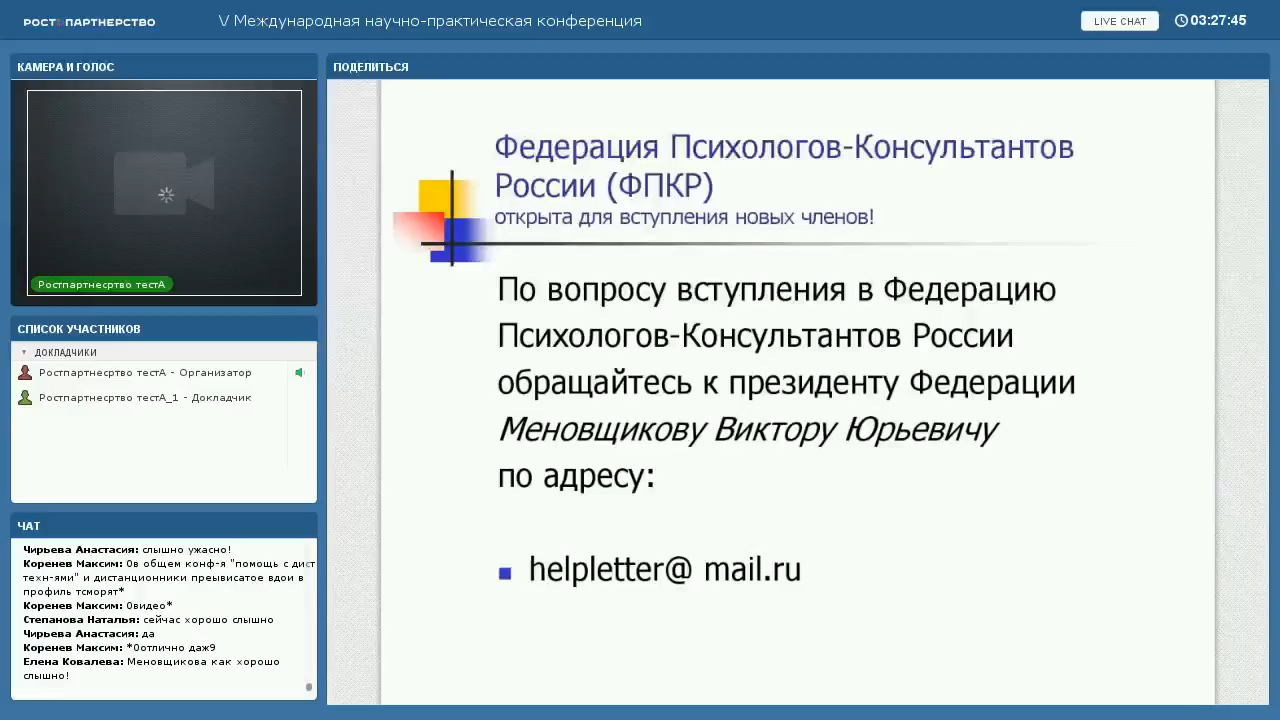 РОСТ ПАРТНЕРСТВО
V Международная научно-практическая конференция
LIVE CHAT
03:27:45
КАМЕРА И ГОЛОС
Ростпартнесртво тестА
СПИСОК УЧАСТНИКОВ
ДОКЛАДЧИКИ
Ростпартнесртво тестА - Организатор
Ростпартнесртво тестА_1 - Докладчик
ЧАТ
Чирьева Анастасия: слышно ужасно!
Коренев Максим: 0в общем конф-я "помощь с дист
техн-ями" и дистанционники преывисатое вдои в
профиль тсморят*
Коренев Максим: 0видео*
Степанова Наталья: сейчас хорошо слышно
Чирьева Анастасия: да
Коренев Максим: *0отлично даж9
Елена Ковалева: Меновщикова как хорошо
слышно!
ПОДЕЛИТЬСЯ
Федерация Психологов-Консультантов
России (ФПКР)
открыта для вступления новых членов!
По вопросу вступления в Федерацию
Психологов-Консультантов России
обращайтесь к президенту Федерации
Меновщикову Виктору Юрьевичу
по адресу:
helpletter@ mail.ru